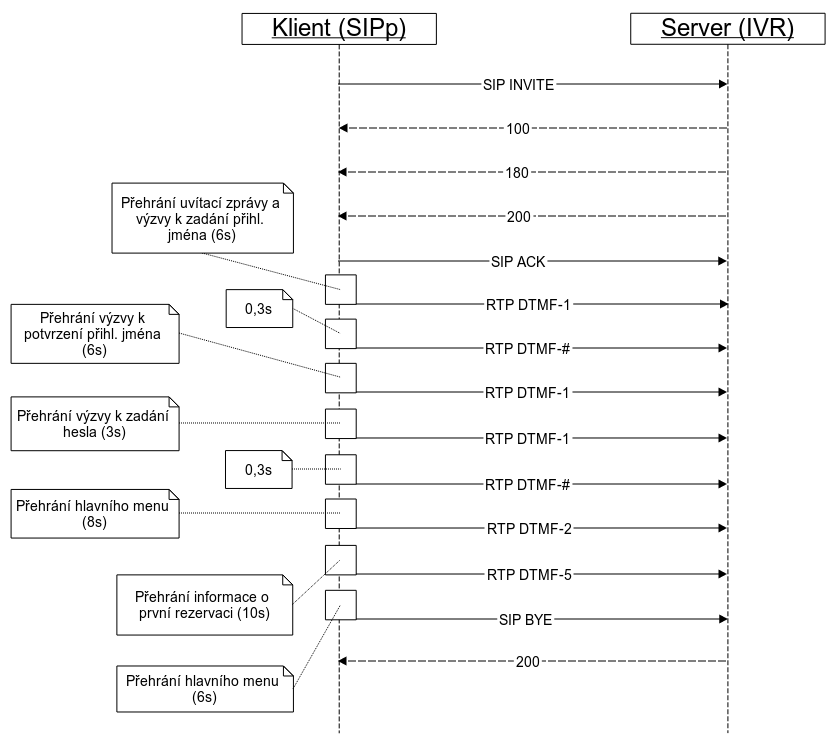 Klient (SIPp)
Server (IVR)
SIP INVITE
100
180
Přehrání uvítací zprávy a
výzvy k zadání přihl.
jména (6s)
200
SIP ACK
0,3s
RTP DTMF-1
Přehrání výzvy k
potvrzení přihl. jména
(6s)
RTP DTMF-#
RTP DTMF-1
Přehrání výzvy k zadání
hesla (3s)
RTP DTMF-1
0,3s
RTP DTMF-#
Přehrání hlavního menu
(8s)
RTP DTMF-2
RTP DTMF-5
Přehrání informace o
první rezervaci (10s)
SIP BYE
200
Přehrání hlavního menu
(6s)